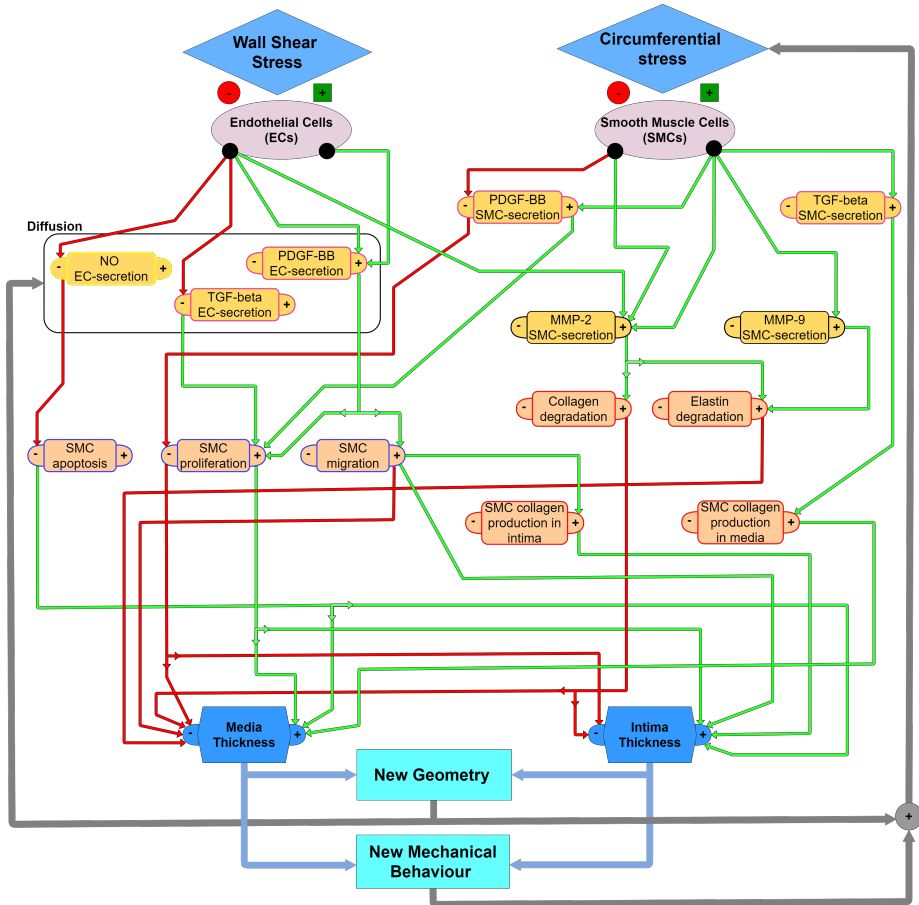 Wall Shear
Stress
Circumferential
stress
-
+
-
+
Endothelial Cells
(ECs)
Smooth Muscle Cells
(SMCs)
-
PDGF-BB
SMC-secretion
+
-
TGF-beta
SMC-secretion
+
Diffusion
-
NO
EC-secretion
+
-
PDGF-BB
EC-secretion
+
-
TGF-beta
EC-secretion
+
-
MMP-2
SMC-secretion
+
-
MMP-9
SMC-secretion
+
-
Collagen
degradation
+
-
Elastin
degradation
+
-
SMC
apoptosis
+
-
SMC
proliferation
+
-
SMC
migration
+
-
SMC collagen
production in
intima
+
-
SMC collagen
production
in media
+
-
Media
Thickness
+
-
Intima
Thickness
+
New Geometry
+
New Mechanical
Behaviour